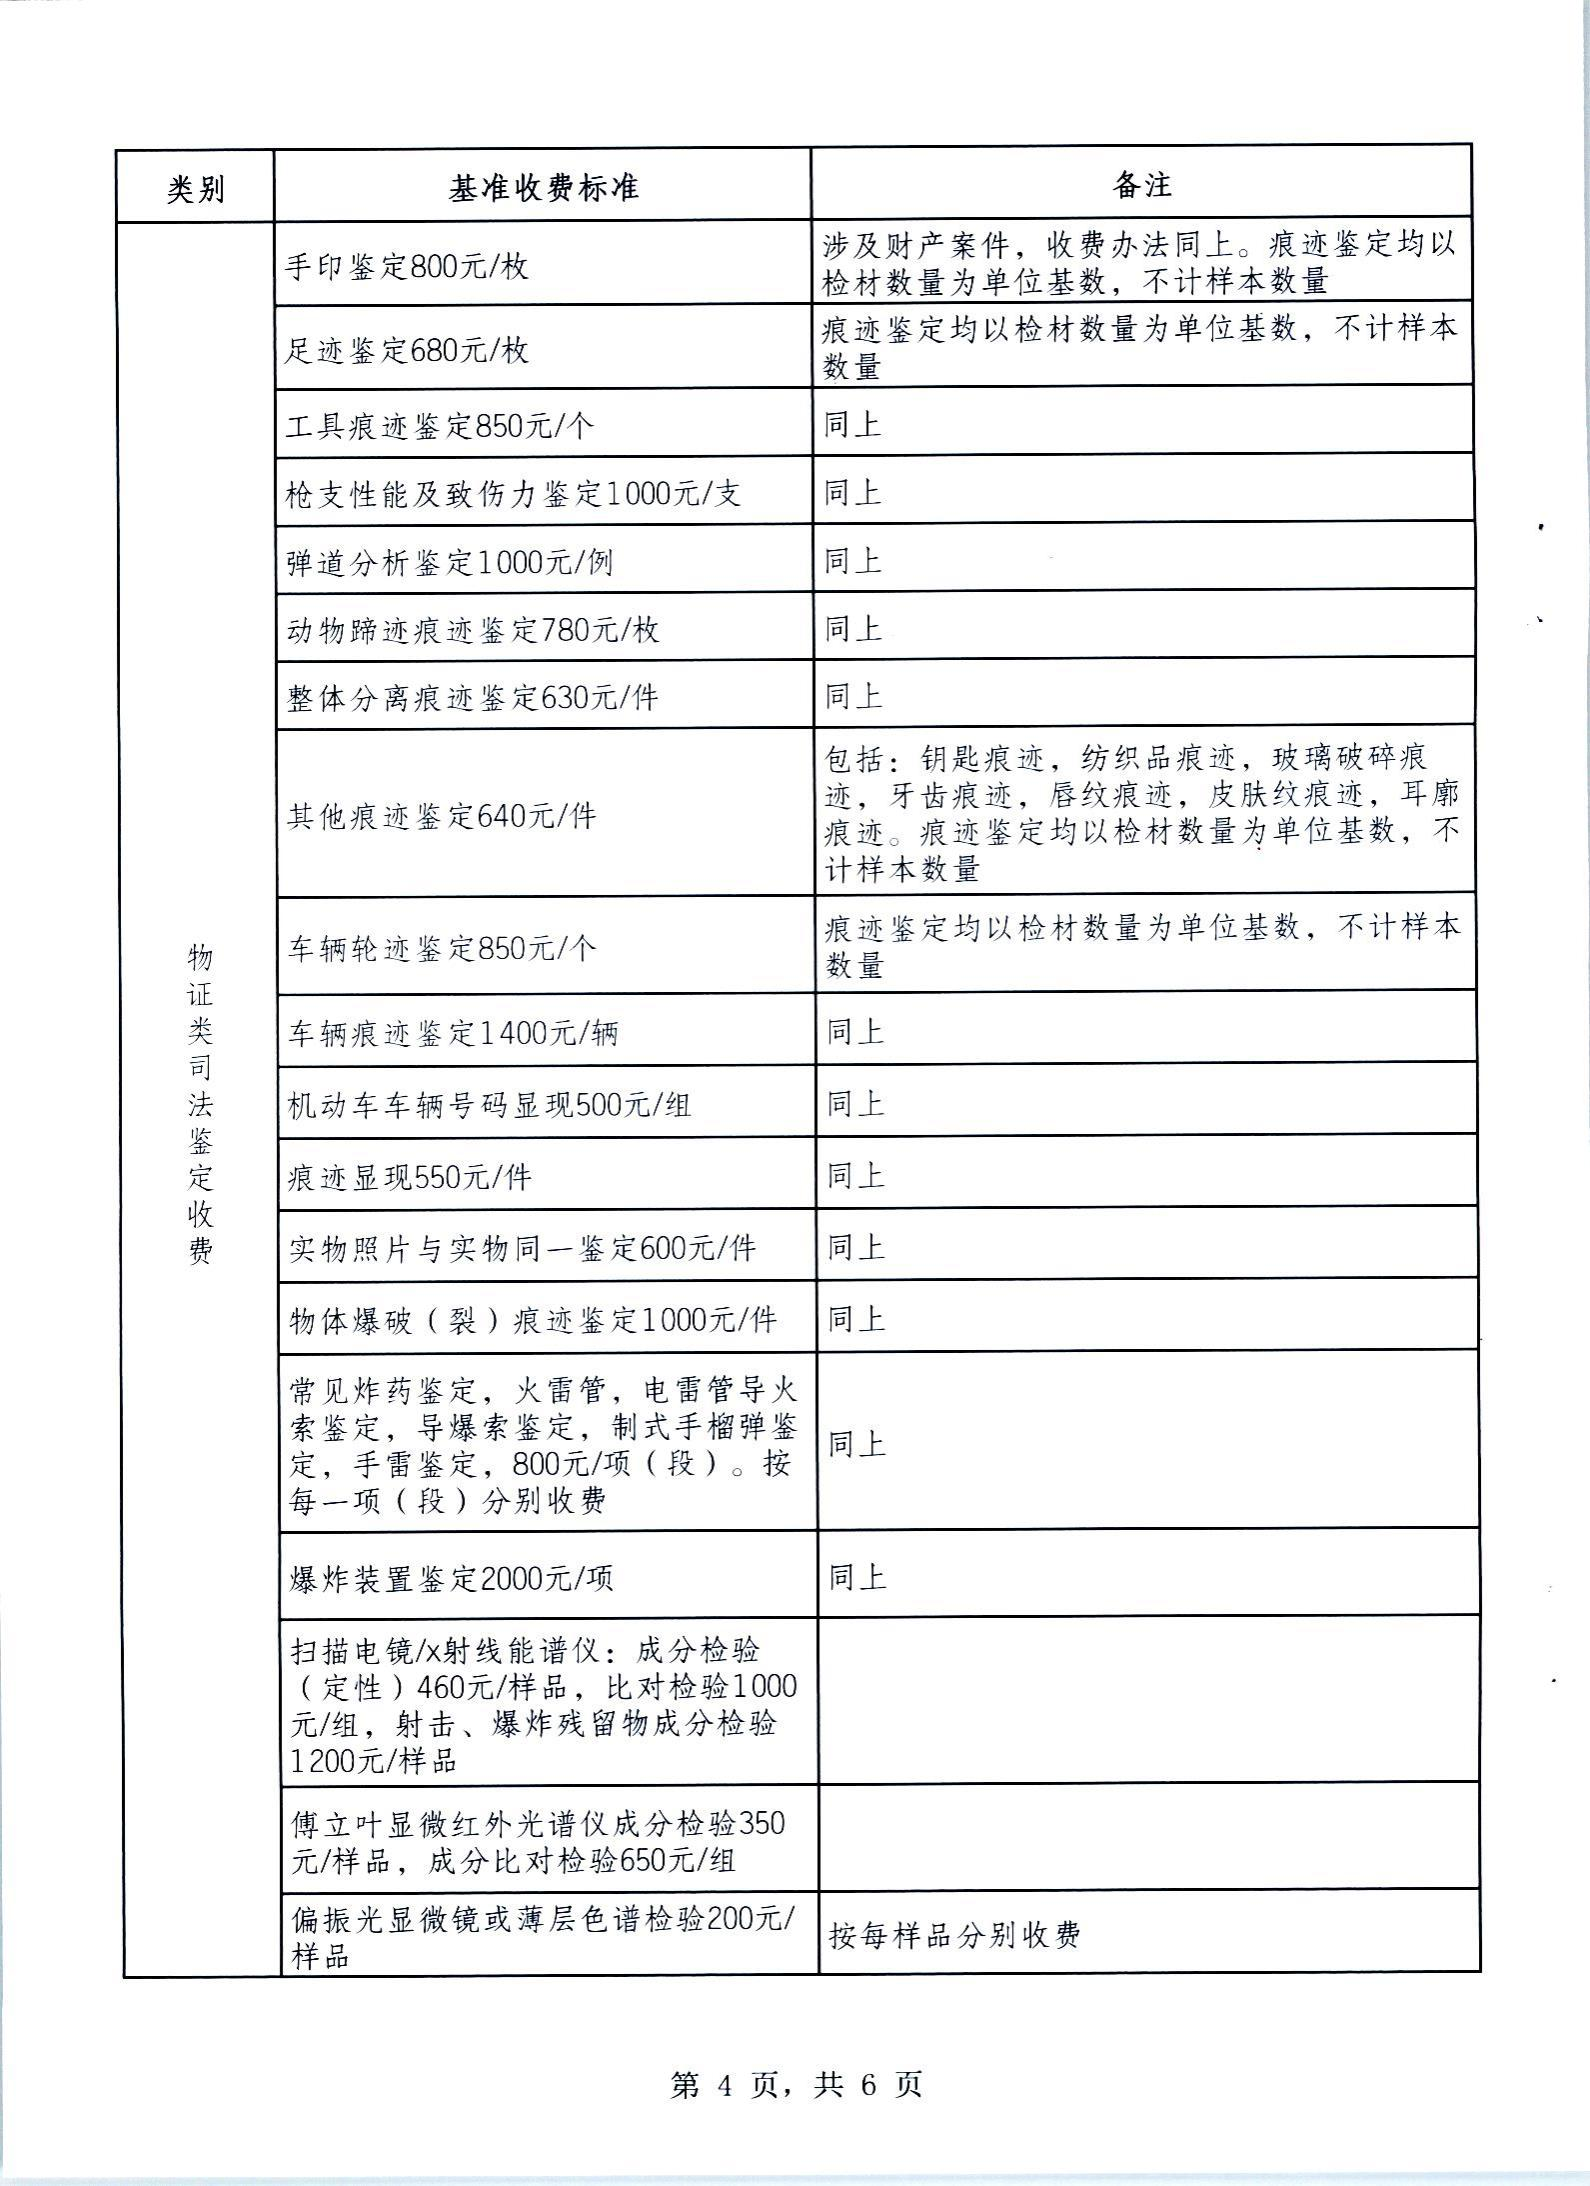 类别
基准收费标准
备注
手印鉴定800元/枚
涉及财产案件，收费办法同上。痕迹鉴定均以
检材数量为单位基数，不计样本数量
足迹鉴定680元/枚
痕迹鉴定均以检材数量为单位基数，不计样本
数量
工具痕迹鉴定850元/个
同上
枪支性能及致伤力鉴定1000元/支
同上
弹道分析鉴定1000元/例
同上
动物蹄迹痕迹鉴定780元/枚
同上
整体分离痕迹鉴定630元/件
同上
其他痕迹鉴定640元/件
包括：钥匙痕迹，纺织品痕迹，玻璃破碎痕
迹，牙齿痕迹，唇纹痕迹，皮肤纹痕迹，耳廓
痕迹。痕迹鉴定均以检材数量为单位基数，不
计样本数量
物
证
类
司
法
鉴
定
收
费
车辆轮迹鉴定850元/个
痕迹鉴定均以检材数量为单位基数，不计样本
数量
车辆痕迹鉴定1400元/辆
同上
机动车车辆号码显现500元/组
同上
痕迹显现550元/件
同上
实物照片与实物同一鉴定600元/件
同上
物体爆破（裂）痕迹鉴定1000元/件
同上
常见炸药鉴定，火雷管，电雷管导火
索鉴定，导爆索鉴定，制式手榴弹鉴
定，手雷鉴定，800元/项（段）。按
每一项（段）分别收费
同上
爆炸装置鉴定2000元/项
同上
扫描电镜/x射线能谱仪：成分检验
（定性）460元/样品，比对检验1000
元/组，射击、爆炸残留物成分检验
1200元/样品
傅立叶显微红外光谱仪成分检验350
元/样品，成分比对检验650元/组
偏振光显微镜或薄层色谱检验200元/
样品
按每样品分别收费
第 4 页，共 6 页